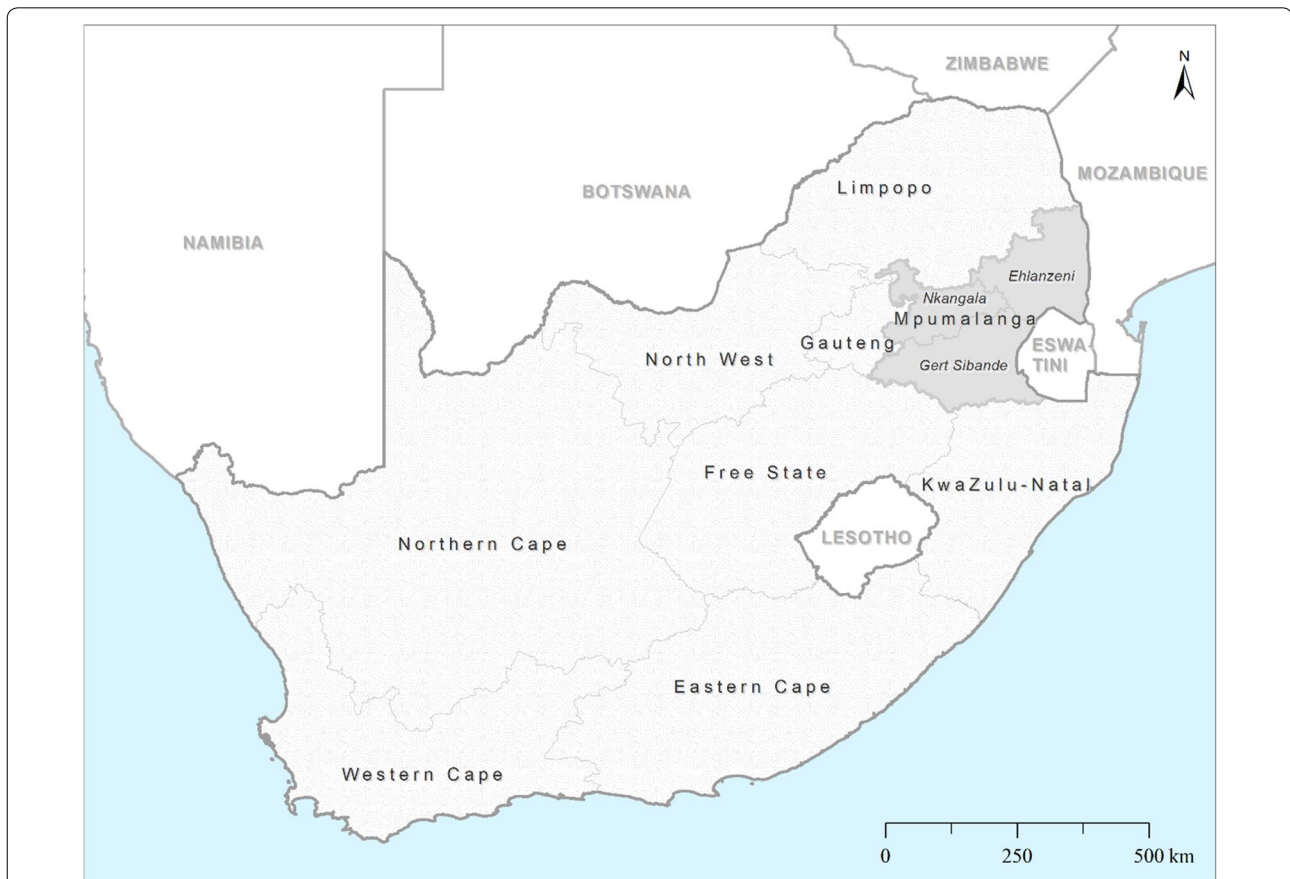 ZIMBABWE
N
MOZAMBIQUE
Limpopo
BOTSWANA
NAMIBIA
Ehlanzeni
Nkangala
Mpumalanga
Gauteng
ESWA
TINI
North West
Gert Sibande
Free State
KwaZulu-Natal
LESOTHO
Northern Cape
Eastern Cape
Western Cape
0 250 500 km